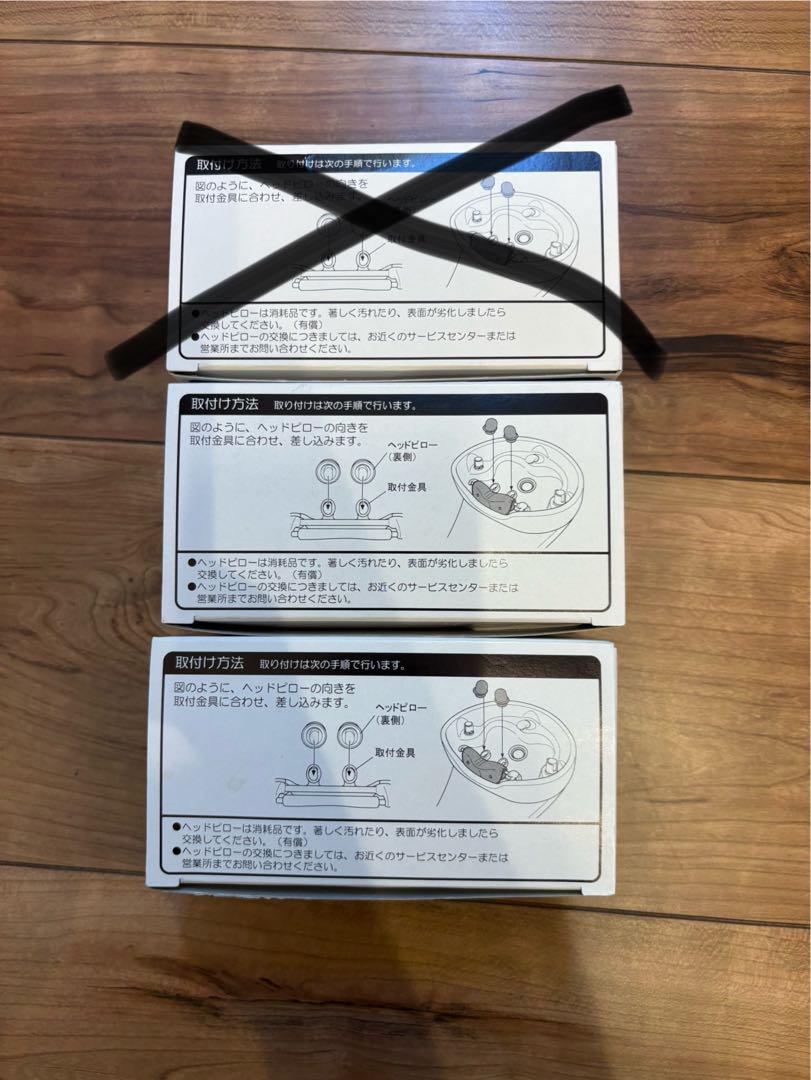 取付け方法 取り付けは次の手順で行います。
図のように、ヘッドピローの向きを
取付金具に合わせ、差し込みます。
取付金具
●ヘッドピローは消耗品です。著しく汚れたり、表面が劣化しましたら
交換してください。（有償）
●ヘッドピローの交換につきましては、お近くのサービスセンターまたは
営業所までお問い合わせください。
取付け方法 取り付けは次の手順で行います。
図のように、ヘッドピローの向きを
取付金具に合わせ、差し込みます。
ヘッドピロー
（裏側）
取付金具
●ヘッドピローは消耗品です。著しく汚れたり、表面が劣化しましたら
交換してください。（有償）
●ヘッドピローの交換につきましては、お近くのサービスセンターまたは
営業所までお問い合わせください。
取付け方法 取り付けは次の手順で行います。
図のように、ヘッドピローの向きを
取付金具に合わせ、差し込みます。
ヘッドピロー
（裏側）
取付金具
●ヘッドピローは消耗品です。著しく汚れたり、表面が劣化しましたら
交換してください。（有償）
●ヘッドピローの交換につきましては、お近くのサービスセンターまたは
営業所までお問い合わせください。